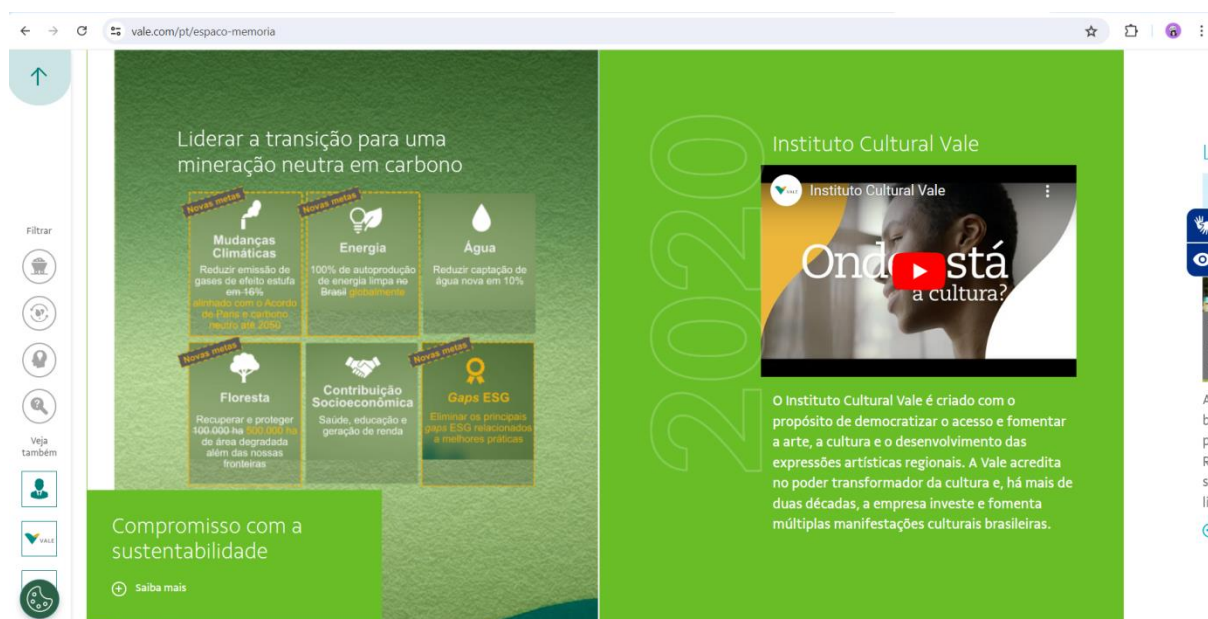 vale.com/pt/espaco-memoria
Filtrar
Veja
também
VALE
Liderar a transição para uma
mineração neutra em carbono
Novas metas
Mudanças
Climáticas
Reduzir emissão de
gases de efeito estufa
em 16%
alinhado com o Acordo
de Paris e carbono
neutro até 2050
Novas metas
Energia
100% de autoprodução
de energia limpa no
Brasil globalmente
Água
Reduzir captação de
água nova em 10%
Novas metas
Floresta
Recuperar e proteger
100.000 ha 500.000 ha
de área degradada
além das nossas
fronteiras
Contribuição
Socioeconômica
Saúde, educação e
geração de renda
Novas metas
Gaps ESG
Eliminar os principais
gaps ESG relacionados
a melhores práticas
Compromisso com a
sustentabilidade
Saiba mais
2020
Instituto Cultural Vale
VALE
Instituto Cultural Vale
a cultura?
O Instituto Cultural Vale é criado com o
propósito de democratizar o acesso e fomentar
a arte, a cultura e o desenvolvimento das
expressões artísticas regionais. A Vale acredita
no poder transformador da cultura e, há mais de
duas décadas, a empresa investe e fomenta
múltiplas manifestações culturais brasileiras.